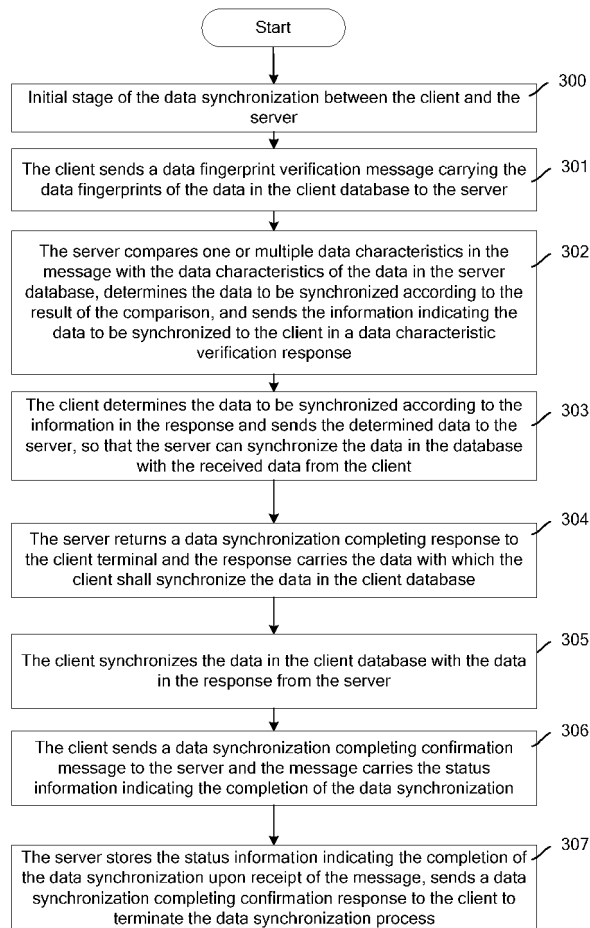 Start
300
Initial stage of the data synchronization between the client and the
server
301
The client sends a data fingerprint verification message carrying the
data fingerprints of the data in the client database to the server
302
The server compares one or multiple data characteristics in the
message with the data characteristics of the data in the server
database, determines the data to be synchronized according to the
result of the comparison, and sends the information indicating the
data to be synchronized to the client in a data characteristic
verification response
303
The client determines the data to be synchronized according to the
information in the response and sends the determined data to the
server, so that the server can synchronize the data in the database
with the received data from the client
304
The server returns a data synchronization completing response to
the client terminal and the response carries the data with which the
client shall synchronize the data in the client database
305
The client synchronizes the data in the client database with the data
in the response from the server
306
The client sends a data synchronization completing confirmation
message to the server and the message carries the status
information indicating the completion of the data synchronization
307
The server stores the status information indicating the completion of
the data synchronization upon receipt of the message, sends a data
synchronization completing confirmation response to the client to
terminate the data synchronization process